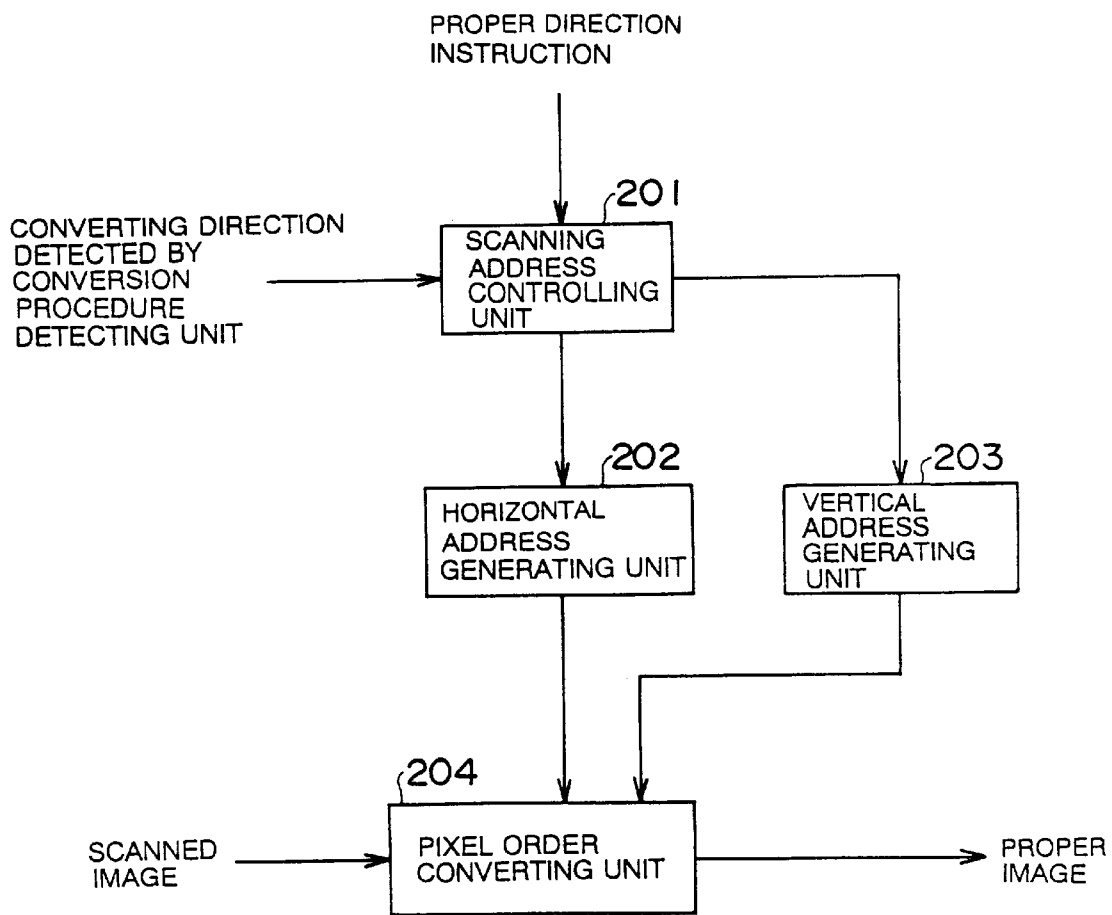 PROPER DIRECTION
INSTRUCTION
201
CONVERTING DIRECTION
DETECTED BY
CONVERSION
PROCEDURE
DETECTING UNIT
SCANNING
ADDRESS
CONTROLLING
UNIT
202
203
HORIZONTAL
ADDRESS
GENERATING UNIT
VERTICAL
ADDRESS
GENERATING
UNIT
204
SCANNED
IMAGE
PIXEL ORDER
CONVERTING UNIT
PROPER
IMAGE